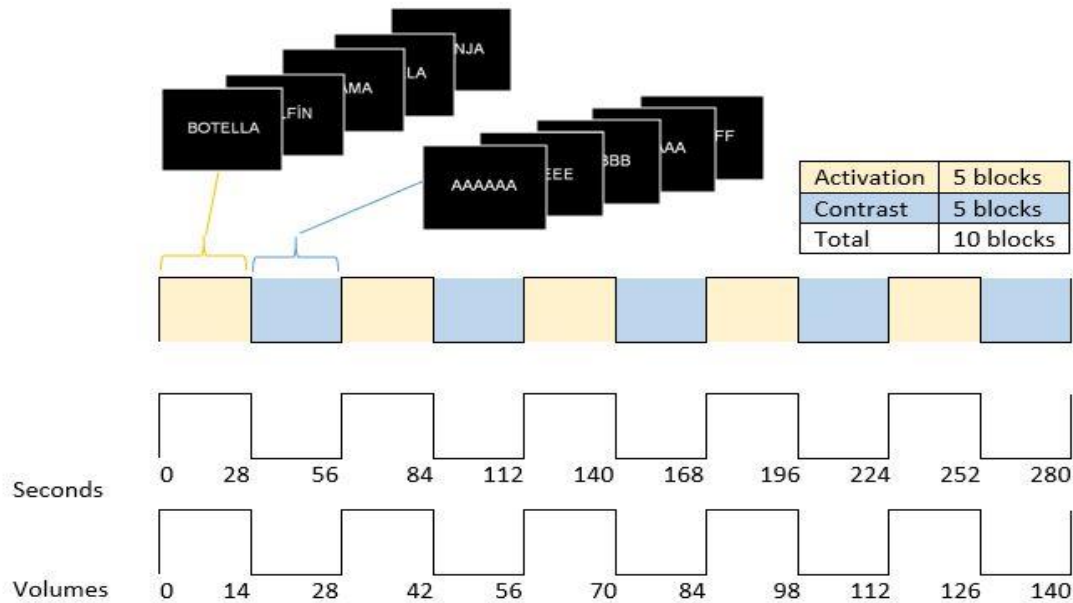 NJA
LA
AMA
LFÍN
BOTELLA
FF
AAA
BBB
EEE
AAAAAA
Activation 5 blocks
Contrast 5 blocks
Total 10 blocks
0 28 56 84 112 140 168 196 224 252 280
Seconds
0 14 28 42 56 70 84 98 112 126 140
Volumes